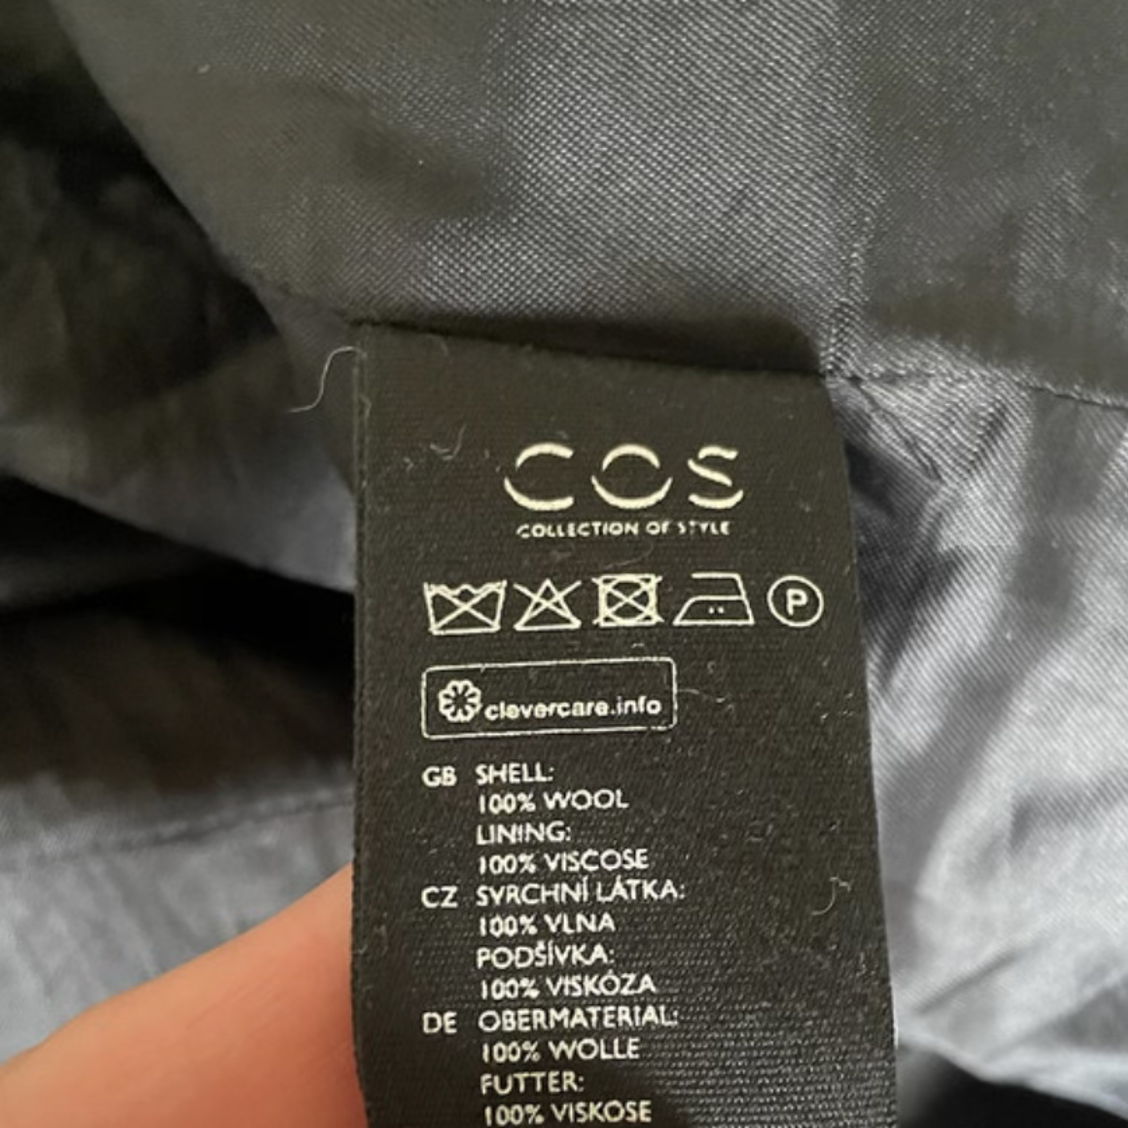 COS
COLLECTION OF STYLE
P
clevercare.info
GB SHELL:
100% WOOL
LINING:
100% VISCOSE
CZ SVRCHNÍ LÁTKA:
100% VLNA
PODŠÍVKA:
100% VISKÓZA
DE OBERMATERIAL:
100% WOLLE
FUTTER:
100% VISKOSE